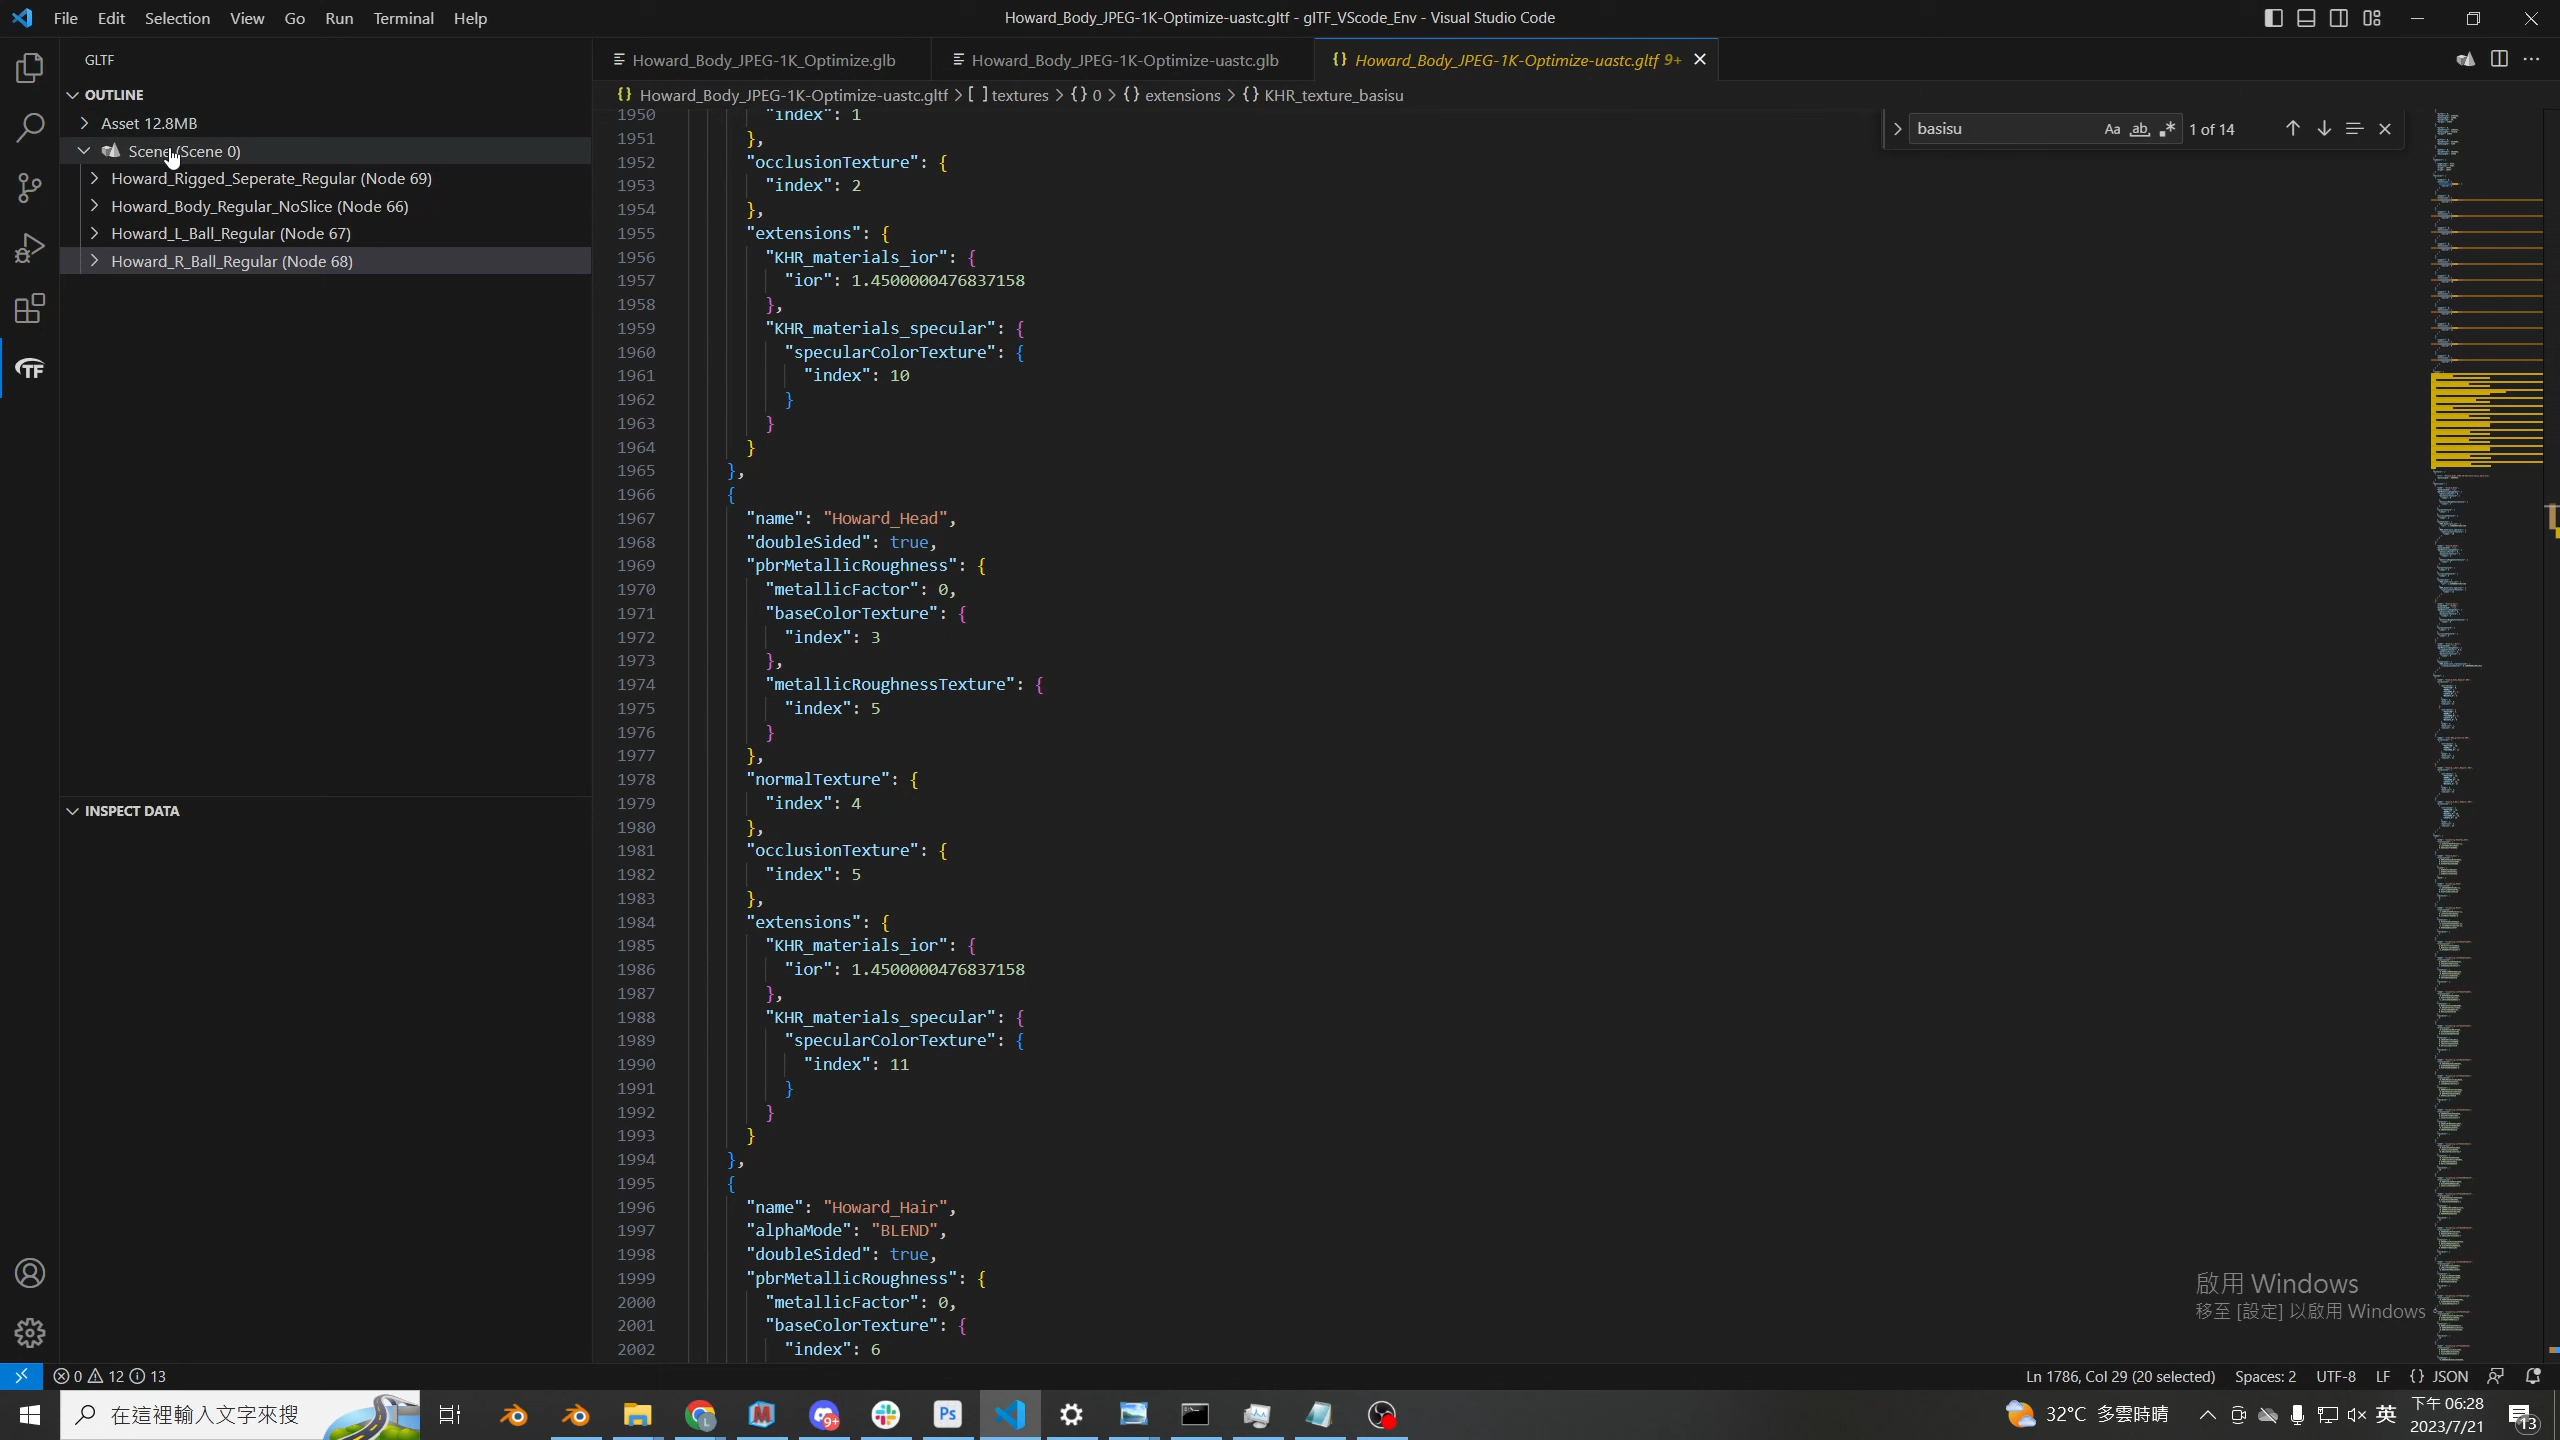 File Edit Selection View Go Run Terminal Help
Howard_Body_JPEG-1K-Optimize-uastc.gltf - glTF_VScode_Env - Visual Studio Code
GLTF
OUTLINE
Asset 12.8MB
Scene (Scene 0)
Howard_Rigged_Seperate_Regular (Node 69)
Howard_Body_Regular_NoSlice (Node 66)
Howard_L_Ball_Regular (Node 67)
Howard_R_Ball_Regular (Node 68)
INSPECT DATA
TF
Howard_Body_JPEG-1K_Optimize.glb
Howard_Body_JPEG-1K-Optimize-uastc.glb
{} Howard_Body_JPEG-1K-Optimize-uastc.gltf 9+
{} Howard_Body_JPEG-1K-Optimize-uastc.gltf > [ ] textures > {} 0 > {} extensions > {} KHR_texture_basisu
basisu Aa ab 1 of 14
1950 "index": 1
1951 },
1952 "occlusionTexture": {
1953 "index": 2
1954 },
1955 "extensions": {
1956 "KHR_materials_ior": {
1957 "ior": 1.4500000476837158
1958 },
1959 "KHR_materials_specular": {
1960 "specularColorTexture": {
1961 "index": 10
1962 }
1963 }
1964 }
1965 },
1966 {
1967 "name": "Howard_Head",
1968 "doubleSided": true,
1969 "pbrMetallicRoughness": {
1970 "metallicFactor": 0,
1971 "baseColorTexture": {
1972 "index": 3
1973 },
1974 "metallicRoughnessTexture": {
1975 "index": 5
1976 }
1977 },
1978 "normalTexture": {
1979 "index": 4
1980 },
1981 "occlusionTexture": {
1982 "index": 5
1983 },
1984 "extensions": {
1985 "KHR_materials_ior": {
1986 "ior": 1.4500000476837158
1987 },
1988 "KHR_materials_specular": {
1989 "specularColorTexture": {
1990 "index": 11
1991 }
1992 }
1993 }
1994 },
1995 {
1996 "name": "Howard_Hair",
1997 "alphaMode": "BLEND",
1998 "doubleSided": true,
1999 "pbrMetallicRoughness": {
2000 "metallicFactor": 0,
2001 "baseColorTexture": {
2002 "index": 6
啟用 Windows
移至 [設定] 以啟用 Windows。
0 12 13
Ln 1786, Col 29 (20 selected) Spaces: 2 UTF-8 LF {} JSON
在這裡輸入文字來搜
9+
Ps
32°C 多雲時晴
英
下午 06:28
2023/7/21
13